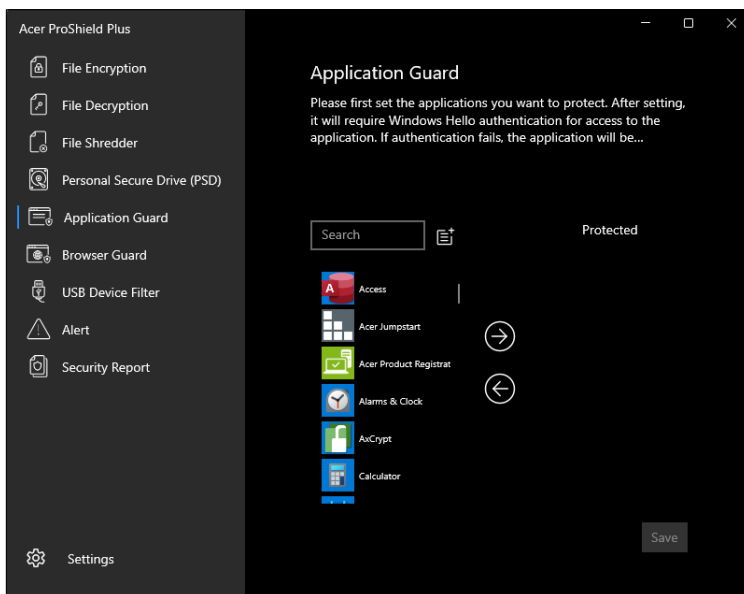 Acer ProShield Plus
File Encryption
File Decryption
File Shredder
Personal Secure Drive (PSD)
Application Guard
Browser Guard
USB Device Filter
Alert
Security Report
Settings
Application Guard
Please first set the applications you want to protect. After setting,
it will require Windows Hello authentication for access to the
application. If authentication fails, the application will be...
Search
Protected
A
Access
Acer Jumpstart
Acer Product Registrat
Alarms & Clock
AxCrypt
Calculator
Save